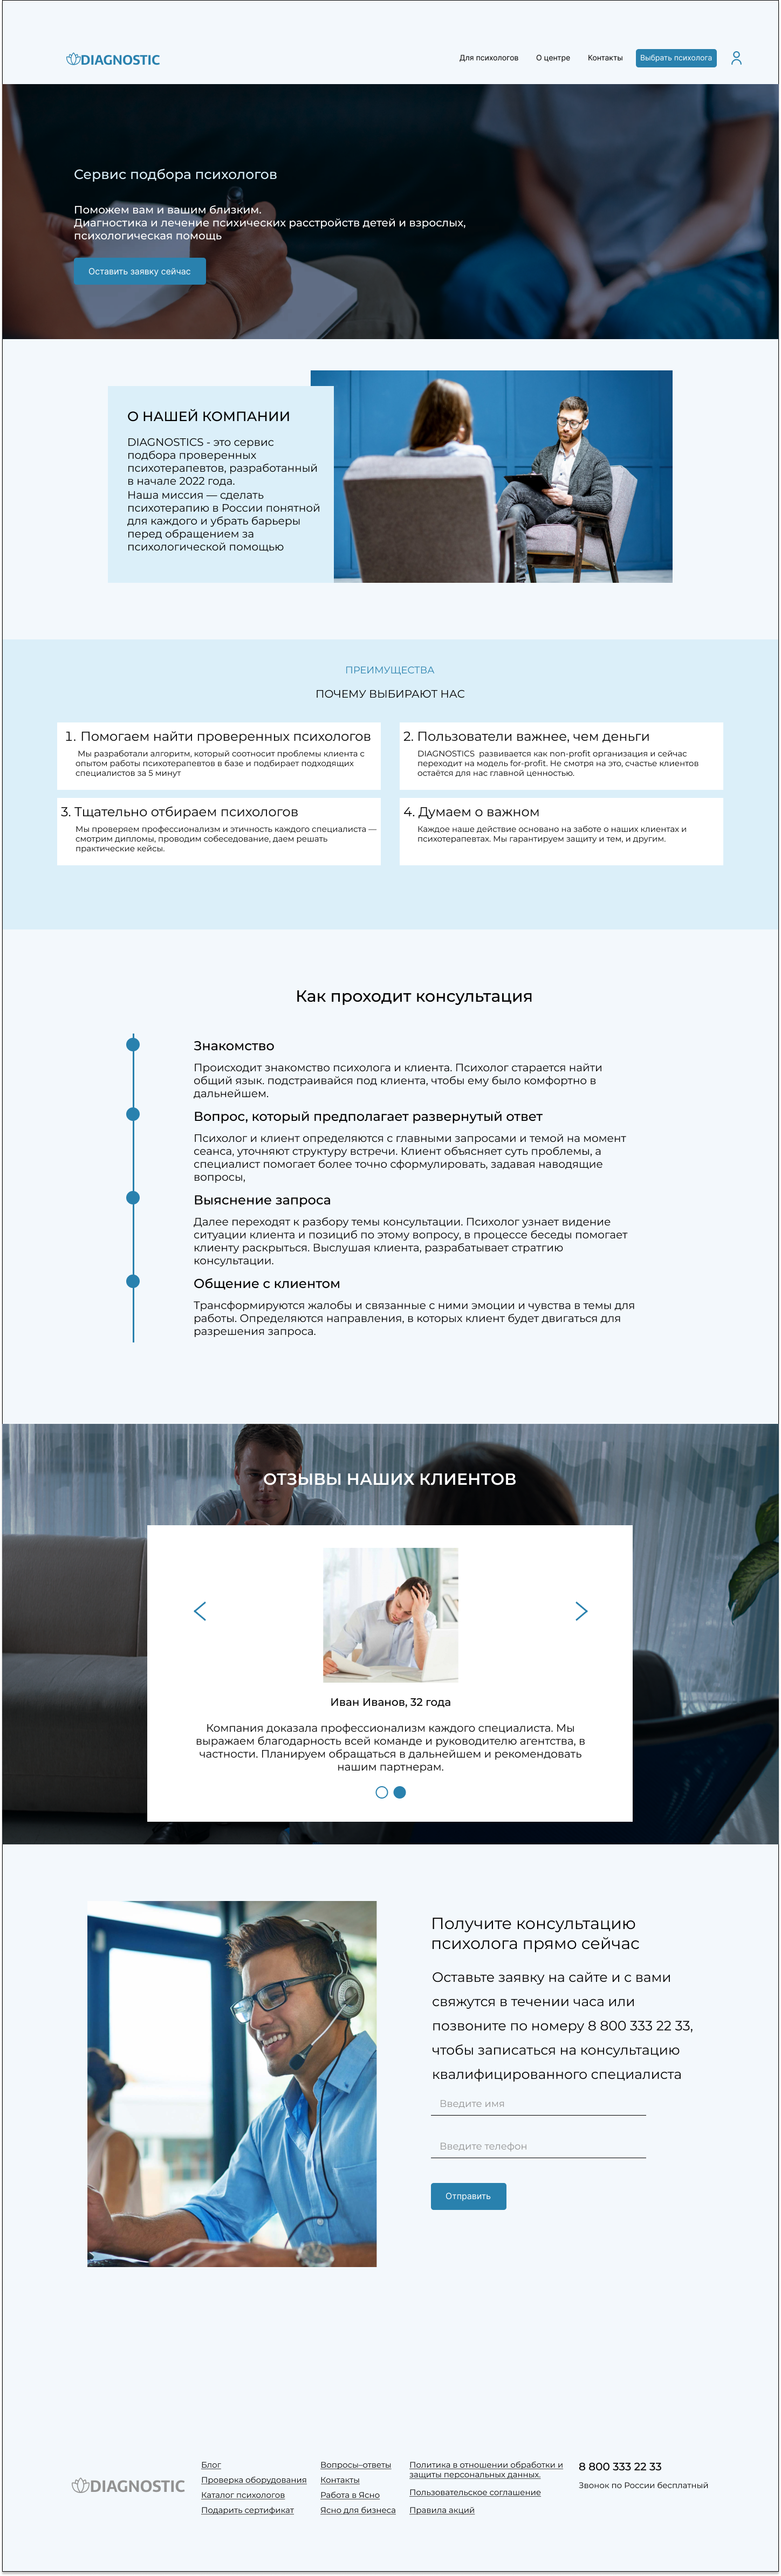 DIAGNOSTIC
Для психологов
О центре
Контакты
Выбрать психолога
Сервис подбора психологов
Поможем вам и вашим близким.
Диагностика и лечение психических расстройств детей и взрослых,
психологическая помощь
Оставить заявку сейчас
О НАШЕЙ КОМПАНИИ
DIAGNOSTICS - это сервис
подбора проверенных
психотерапевтов, разработанный
в начале 2022 года.
Наша миссия — сделать
психотерапию в России понятной
для каждого и убрать барьеры
перед обращением за
психологической помощью
ПРЕИМУЩЕСТВА
ПОЧЕМУ ВЫБИРАЮТ НАС
1. Помогаем найти проверенных психологов
Мы разработали алгоритм, который соотносит проблемы клиента с
опытом работы психотерапевтов в базе и подбирает подходящих
специалистов за 5 минут
2. Пользователи важнее, чем деньги
DIAGNOSTICS развивается как non-profit организация и сейчас
переходит на модель for-profit. Не смотря на это, счастье клиентов
остаётся для нас главной ценностью.
3. Тщательно отбираем психологов
Мы проверяем профессионализм и этичность каждого специалиста —
смотрим дипломы, проводим собеседование, даем решать
практические кейсы.
4. Думаем о важном
Каждое наше действие основано на заботе о наших клиентах и
психотерапевтах. Мы гарантируем защиту и тем, и другим.
Как проходит консультация
Знакомство
Происходит знакомство психолога и клиента. Психолог старается найти
общий язык. подстраивайся под клиента, чтобы ему было комфортно в
дальнейшем.
Вопрос, который предполагает развернутый ответ
Психолог и клиент определяются с главными запросами и темой на момент
сеанса, уточняют структуру встречи. Клиент объясняет суть проблемы, а
специалист помогает более точно сформулировать, задавая наводящие
вопросы,
Выяснение запроса
Далее переходят к разбору темы консультации. Психолог узнает видение
ситуации клиента и позициб по этому вопросу, в процессе беседы помогает
клиенту раскрыться. Выслушая клиента, разрабатывает стратгию
консультации.
Общение с клиентом
Трансформируются жалобы и связанные с ними эмоции и чувства в темы для
работы. Определяются направления, в которых клиент будет двигаться для
разрешения запроса.
ОТЗЫВЫ НАШИХ КЛИЕНТОВ
Иван Иванов, 32 года
Компания доказала профессионализм каждого специалиста. Мы
выражаем благодарность всей команде и руководителю агентства, в
частности. Планируем обращаться в дальнейшем и рекомендовать
нашим партнерам.
Получите консультацию
психолога прямо сейчас
Оставьте заявку на сайте и с вами
свяжутся в течении часа или
позвоните по номеру 8 800 333 22 33,
чтобы записаться на консультацию
квалифицированного специалиста
Введите имя
Введите телефон
Отправить
DIAGNOSTIC
Блог
Проверка оборудования
Каталог психологов
Подарить сертификат
Вопросы–ответы
Контакты
Работа в Ясно
Ясно для бизнеса
Политика в отношении обработки и
защиты персональных данных.
Пользовательское соглашение
Правила акций
8 800 333 22 33
Звонок по России бесплатный